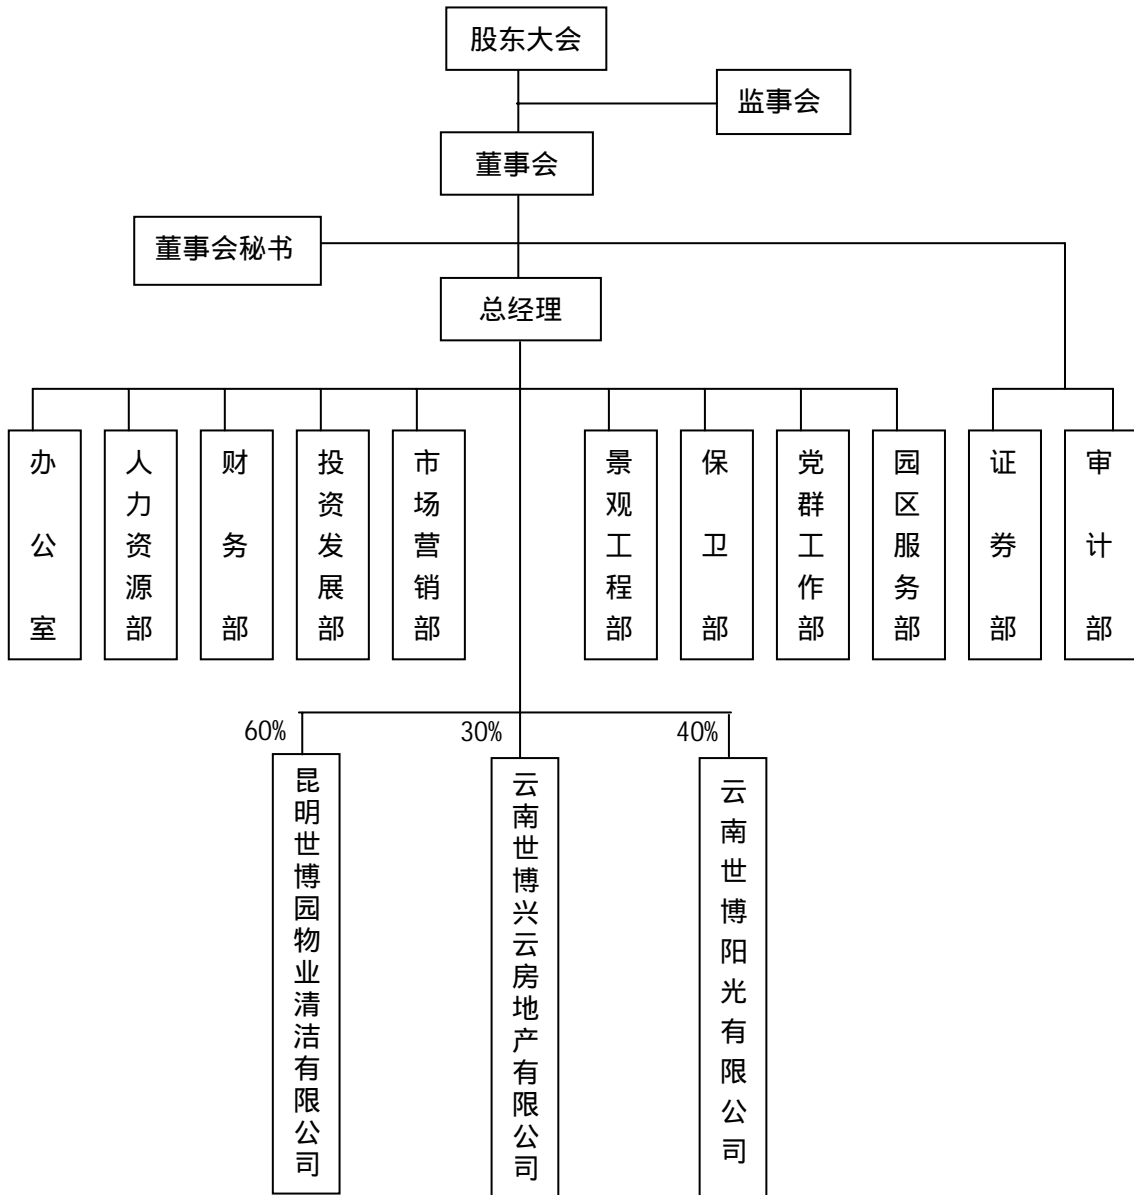 股东大会
监事会
董事会
董事会秘书
总经理
办公室
人力资源部
财务部
投资发展部
市场营销部
景观工程部
保卫部
党群工作部
园区服务部
证券部
审计部
60%
30%
40%
昆明世博园物业清洁有限公司
云南世博兴云房地产有限公司
云南世博阳光有限公司